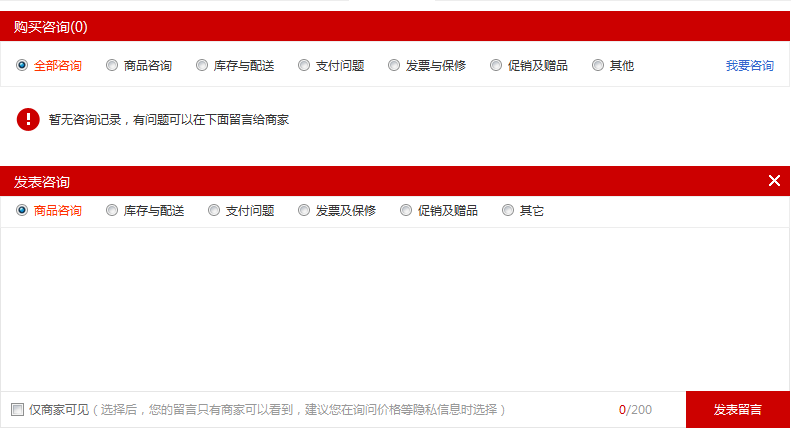 购买咨询(0)
全部咨询 商品咨询 库存与配送 支付问题 发票与保修 促销及赠品 其他 我要咨询
暂无咨询记录，有问题可以在下面留言给商家
发表咨询
商品咨询 库存与配送 支付问题 发票及保修 促销及赠品 其它
仅商家可见（选择后，您的留言只有商家可以看到，建议您在询问价格等隐私信息时选择） 0/200 发表留言